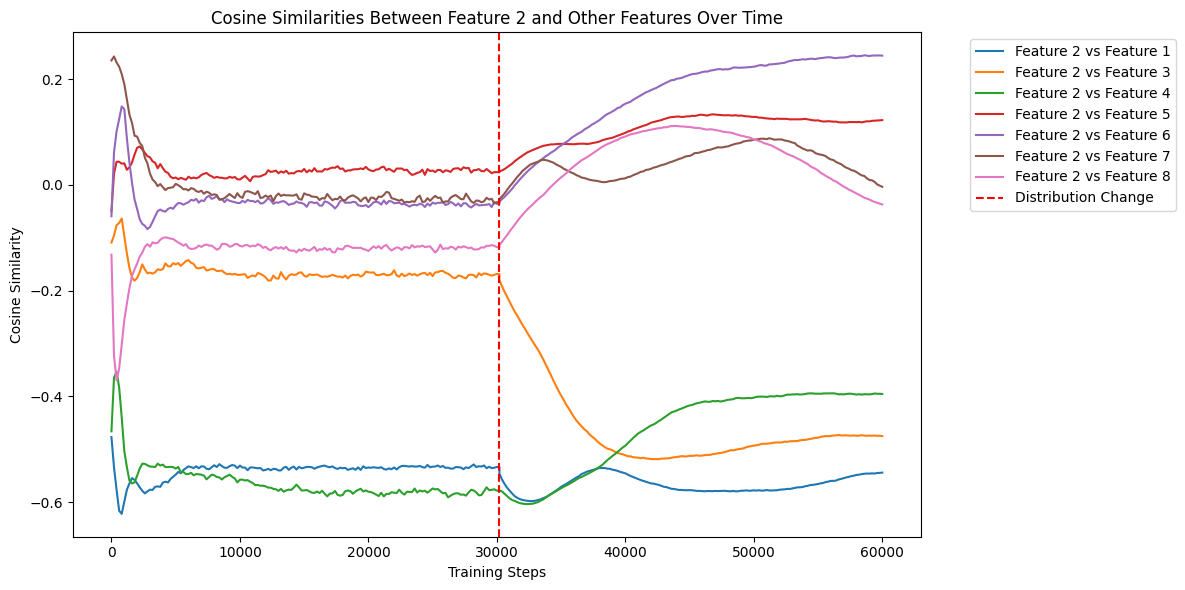 Cosine Similarities Between Feature 2 and Other Features Over Time
Cosine Similarity
0.2
0.0
−0.2
−0.4
−0.6
0
10000
20000
30000
40000
50000
60000
Training Steps
Feature 2 vs Feature 1
Feature 2 vs Feature 3
Feature 2 vs Feature 4
Feature 2 vs Feature 5
Feature 2 vs Feature 6
Feature 2 vs Feature 7
Feature 2 vs Feature 8
Distribution Change